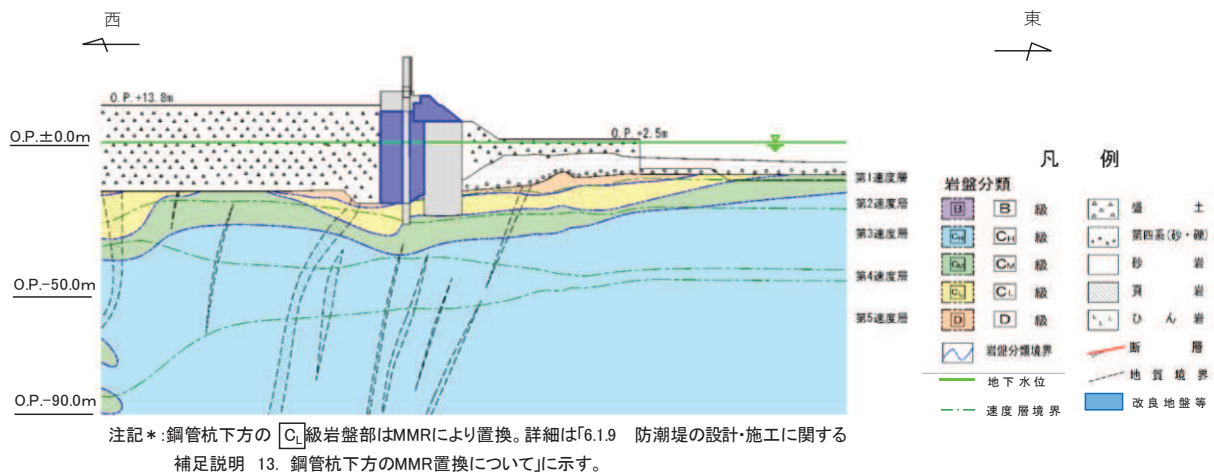 西
東
O.P.+13.8m
O.P.±0.0m
O.P.+2.5m
第1速度層
第2速度層
第3速度層
第4速度層
第5速度層
O.P.-50.0m
O.P.-90.0m
凡 例
岩盤分類
B B 級
CH CH 級
CM CM 級
CL CL 級
D D 級
岩盤分類境界
地下水位
速度層境界
盛 土
第四系(砂・礫)
砂 岩
頁 岩
ひ ん 岩
断 層
地 質 境 界
改良地盤等
注記*:鋼管杭下方の CL級岩盤部はMMRにより置換。詳細は「6.1.9 防潮堤の設計・施工に関する
補足説明 13. 鋼管杭下方のMMR置換について」に示す。